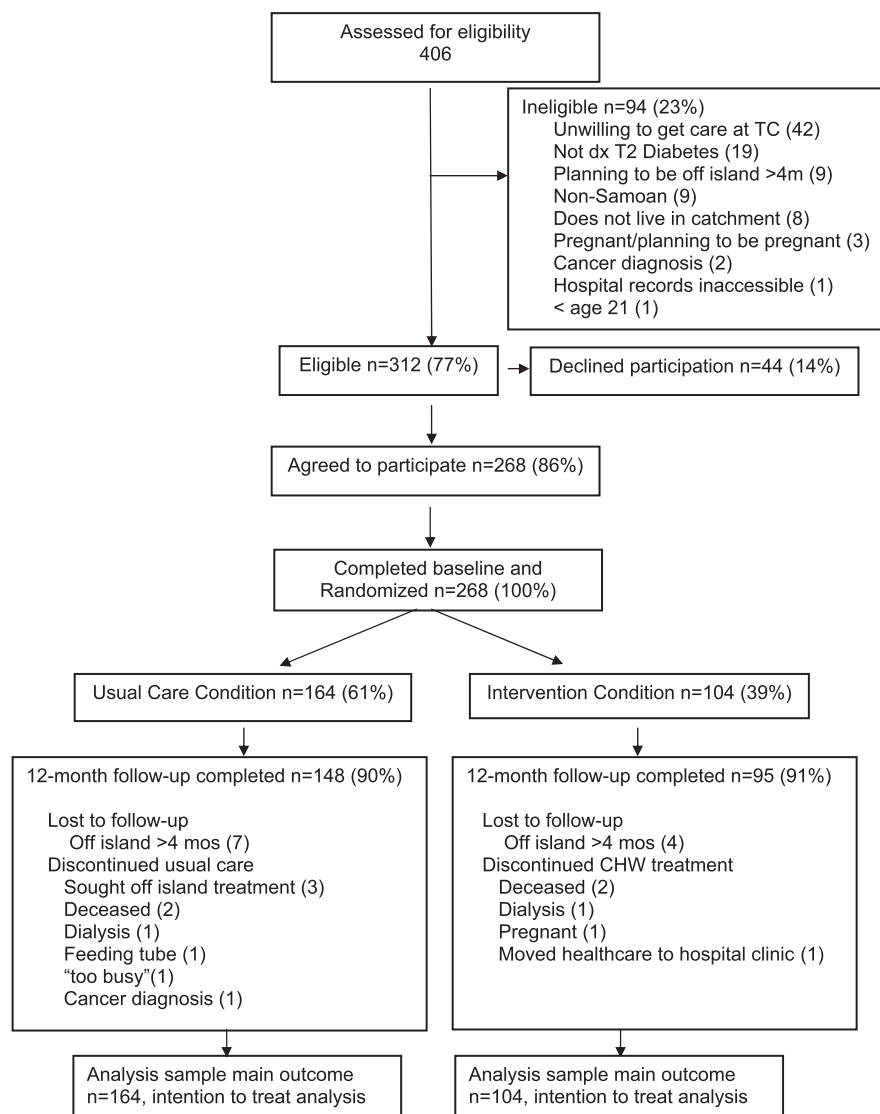 Assessed for eligibility
406
Ineligible n=94 (23%)
Unwilling to get care at TC (42)
Not dx T2 Diabetes (19)
Planning to be off island >4m (9)
Non-Samoan (9)
Does not live in catchment (8)
Pregnant/planning to be pregnant (3)
Cancer diagnosis (2)
Hospital records inaccessible (1)
< age 21 (1)
Eligible n=312 (77%)
Declined participation n=44 (14%)
Agreed to participate n=268 (86%)
Completed baseline and
Randomized n=268 (100%)
Usual Care Condition n=164 (61%)
Intervention Condition n=104 (39%)
12-month follow-up completed n=148 (90%)
Lost to follow-up
Off island >4 mos (7)
Discontinued usual care
Sought off island treatment (3)
Deceased (2)
Dialysis (1)
Feeding tube (1)
“too busy”(1)
Cancer diagnosis (1)
12-month follow-up completed n=95 (91%)
Lost to follow-up
Off island >4 mos (4)
Discontinued CHW treatment
Deceased (2)
Dialysis (1)
Pregnant (1)
Moved healthcare to hospital clinic (1)
Analysis sample main outcome
n=164, intention to treat analysis
Analysis sample main outcome
n=104, intention to treat analysis